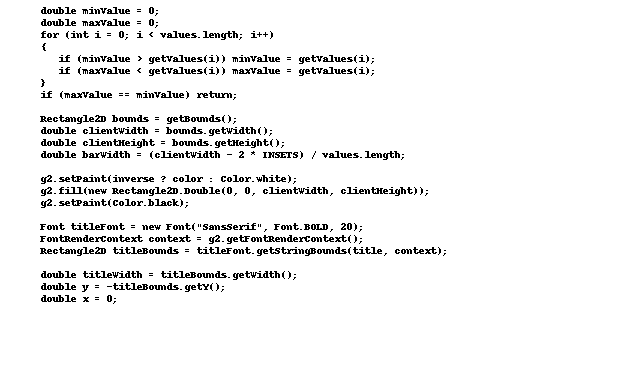 double minValue = 0;
double maxValue = 0;
for (int i = 0; i < values.length; i++)
{
if (minValue > getValues(i)) minValue = getValues(i);
if (maxValue < getValues(i)) maxValue = getValues(i);
}
if (maxValue == minValue) return;
Rectangle2D bounds = getBounds();
double clientWidth = bounds.getWidth();
double clientHeight = bounds.getHeight();
double barWidth = (clientWidth - 2 * INSETS) / values.length;
g2.setPaint(inverse ? color : Color.white);
g2.fill(new Rectangle2D.Double(0, 0, clientWidth, clientHeight));
g2.setPaint(Color.black);
Font titleFont = new Font("SansSerif", Font.BOLD, 20);
FontRenderContext context = g2.getFontRenderContext();
Rectangle2D titleBounds = titleFont.getStringBounds(title, context);
double titleWidth = titleBounds.getWidth();
double y = -titleBounds.getY();
double x = 0;